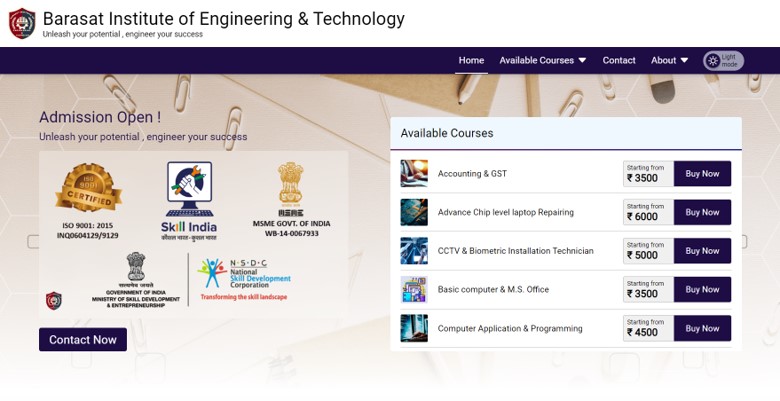 Barasat Institute of Engineering & Technology
Unleash your potential , engineer your success
Home
Available Courses
Contact
About
Light mode
Admission Open !
Unleash your potential , engineer your success
ISO 9001
CERTIFIED
ISO 9001: 2015
INQ0604129/9129
Skill India
कौशल भारत-कुशल भारत
MSME
MSME GOVT. OF INDIA
WB-14-0067933
सत्यमेव जयते
GOVERNMENT OF INDIA
MINISTRY OF SKILL DEVELOPMENT
& ENTREPRENEURSHIP
N·S·D·C
National
Skill Development
Corporation
Transforming the skill landscape
Contact Now
Available Courses
Accounting & GST
Starting from
₹ 3500
Buy Now
Advance Chip level laptop Repairing
Starting from
₹ 6000
Buy Now
CCTV & Biometric Installation Technician
Starting from
₹ 5000
Buy Now
Basic computer & M.S. Office
Starting from
₹ 3500
Buy Now
Computer Application & Programming
Starting from
₹ 4500
Buy Now